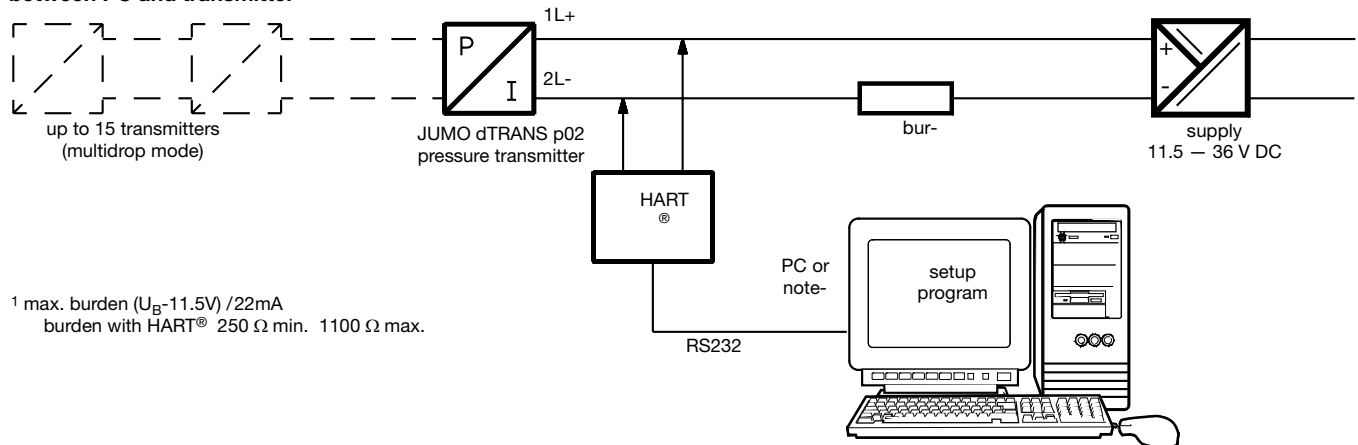 between PC and transmitter
1L+
P
I
2L-
+
-
up to 15 transmitters
(multidrop mode)
JUMO dTRANS p02
pressure transmitter
bur-
supply
11.5 — 36 V DC
HART
®
PC or
note-
setup
program
1 max. burden (UB-11.5V) /22mA
burden with HART® 250 Ω min. 1100 Ω max.
RS232